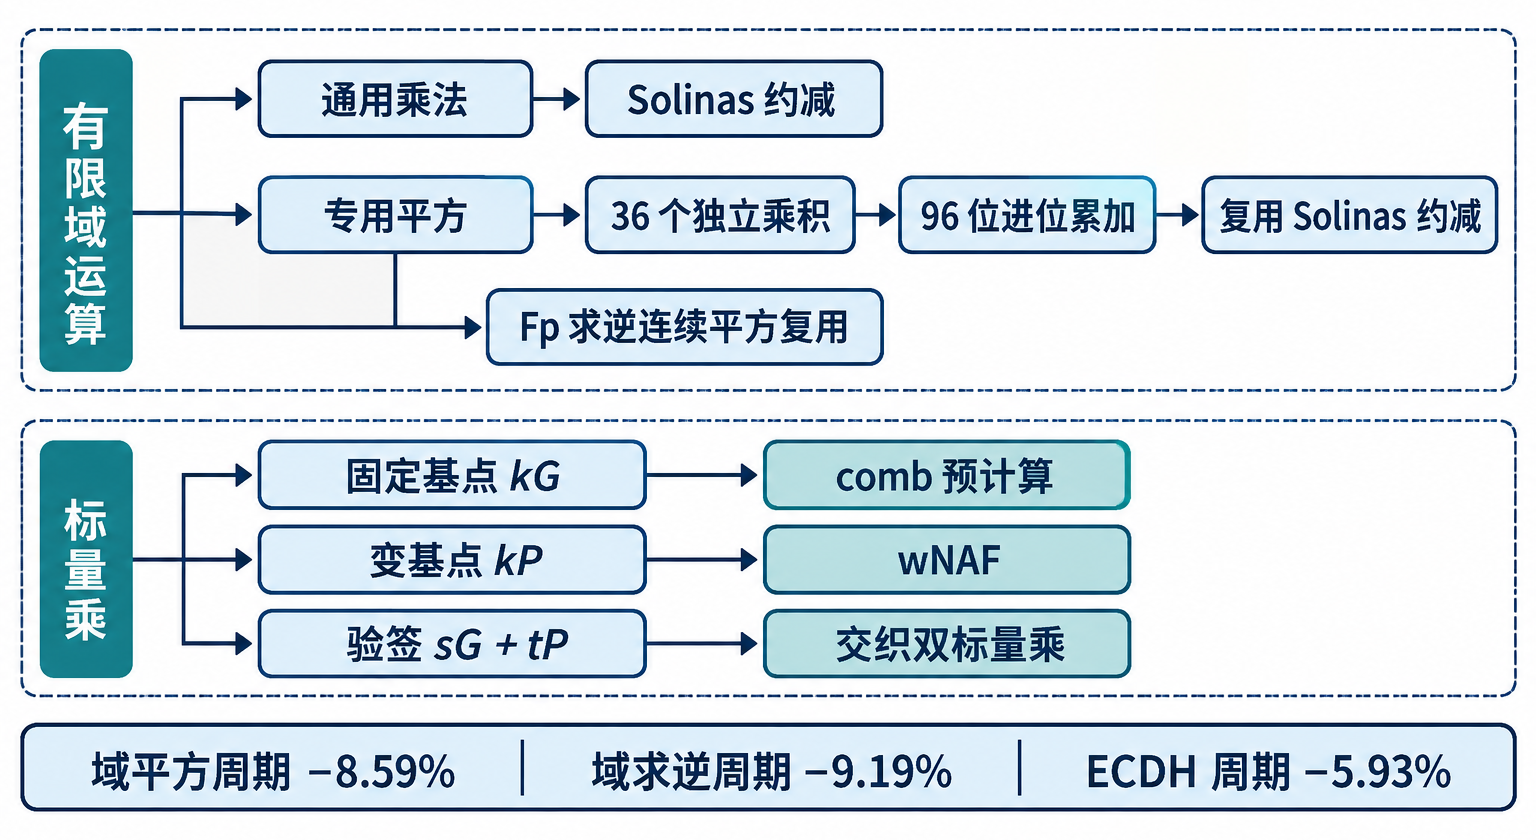 有限域运算
通用乘法
Solinas 约减
专用平方
36 个独立乘积
96 位进位累加
复用 Solinas 约减
Fp 求逆连续平方复用
标量乘
固定基点 kG
comb 预计算
变基点 kP
wNAF
验签 sG + tP
交织双标量乘
域平方周期 −8.59%
域求逆周期 −9.19%
ECDH 周期 −5.93%